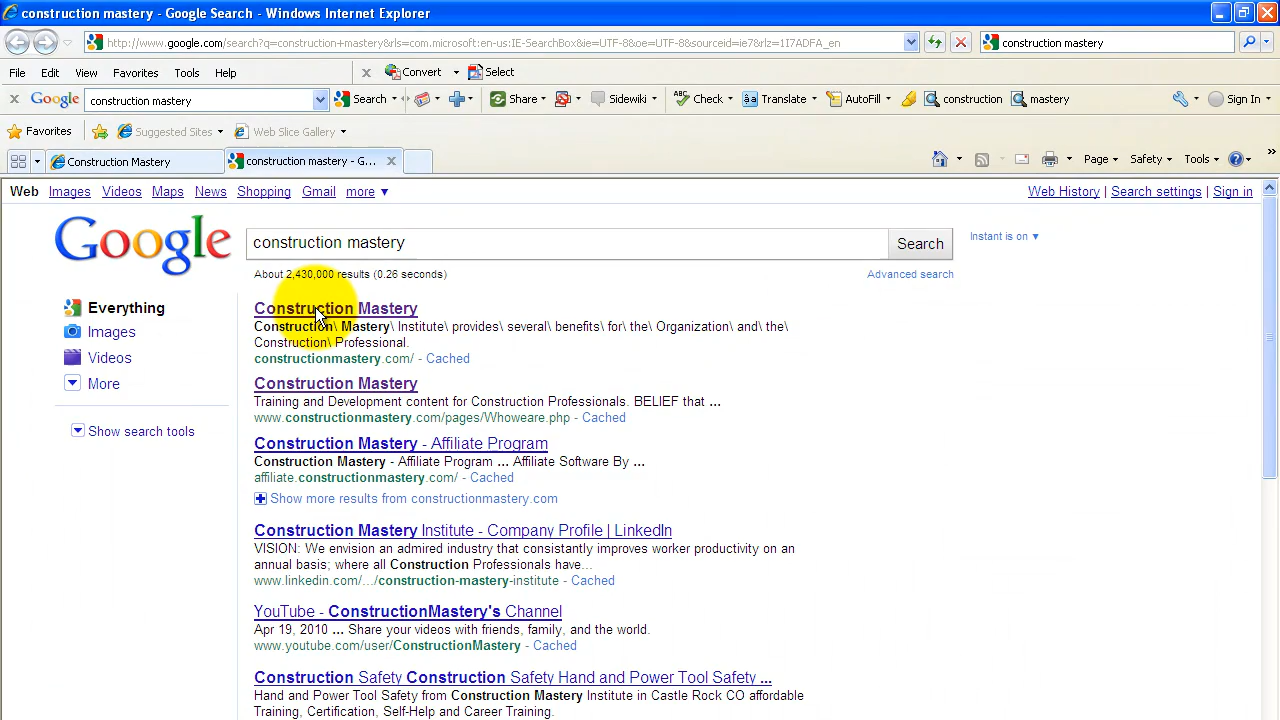 construction mastery - Google Search - Windows Internet Explorer
http://www.google.com/search?q=construction+mastery&rls=com.microsoft:en-us:IE-SearchBox&ie=UTF-8&oe=UTF-8&sourceid=ie7&rlz=1I7ADFA_en
construction mastery
File Edit View Favorites Tools Help
Convert Select
Google construction mastery Search Share Sidewiki Check Translate AutoFill construction mastery Sign In
Favorites Suggested Sites Web Slice Gallery
Construction Mastery construction mastery - G... Page Safety Tools
Web Images Videos Maps News Shopping Gmail more ▼ Web History | Search settings | Sign in
Google construction mastery Search Instant is on ▼
About 2,430,000 results (0.26 seconds) Advanced search
Everything
Images
Videos
More
Show search tools
Construction Mastery
Construction\ Mastery\ Institute\ provides\ several\ benefits\ for\ the\ Organization\ and\ the\
Construction\ Professional.
constructionmastery.com/ - Cached
Construction Mastery
Training and Development content for Construction Professionals. BELIEF that ...
www.constructionmastery.com/pages/Whoweare.php - Cached
Construction Mastery - Affiliate Program
Construction Mastery - Affiliate Program ... Affiliate Software By ...
affiliate.constructionmastery.com/ - Cached
Show more results from constructionmastery.com
Construction Mastery Institute - Company Profile | LinkedIn
VISION: We envision an admired industry that consistantly improves worker productivity on an
annual basis; where all Construction Professionals have...
www.linkedin.com/.../construction-mastery-institute - Cached
YouTube - ConstructionMastery's Channel
Apr 19, 2010 ... Share your videos with friends, family, and the world.
www.youtube.com/user/ConstructionMastery - Cached
Construction Safety Construction Safety Hand and Power Tool Safety ...
Hand and Power Tool Safety from Construction Mastery Institute in Castle Rock CO affordable
Training, Certification, Self-Help and Career Training.